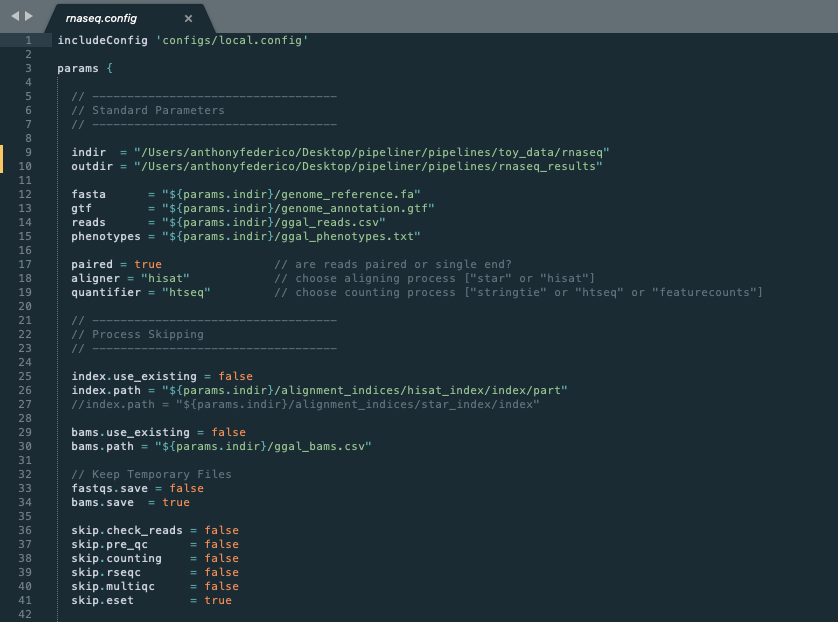 rnaseq.config ×
1 includeConfig 'configs/local.config'
2
3 params {
4
5   // -----------------------------------
6   // Standard Parameters
7   // -----------------------------------
8
9   indir  = "/Users/anthonyfederico/Desktop/pipeliner/pipelines/toy_data/rnaseq"
10   outdir = "/Users/anthonyfederico/Desktop/pipeliner/pipelines/rnaseq_results"
11
12   fasta      = "${params.indir}/genome_reference.fa"
13   gtf        = "${params.indir}/genome_annotation.gtf"
14   reads      = "${params.indir}/ggal_reads.csv"
15   phenotypes = "${params.indir}/ggal_phenotypes.txt"
16
17   paired = true                // are reads paired or single end?
18   aligner = "hisat"            // choose aligning process ["star" or "hisat"]
19   quantifier = "htseq"         // choose counting process ["stringtie" or "htseq" or "featurecounts"]
20
21   // -----------------------------------
22   // Process Skipping
23   // -----------------------------------
24
25   index.use_existing = false
26   index.path = "${params.indir}/alignment_indices/hisat_index/index/part"
27   //index.path = "${params.indir}/alignment_indices/star_index/index"
28
29   bams.use_existing = false
30   bams.path = "${params.indir}/ggal_bams.csv"
31
32   // Keep Temporary Files
33   fastqs.save = false
34   bams.save  = true
35
36   skip.check_reads = false
37   skip.pre_qc      = false
38   skip.counting    = false
39   skip.rseqc       = false
40   skip.multiqc     = false
41   skip.eset        = true
42